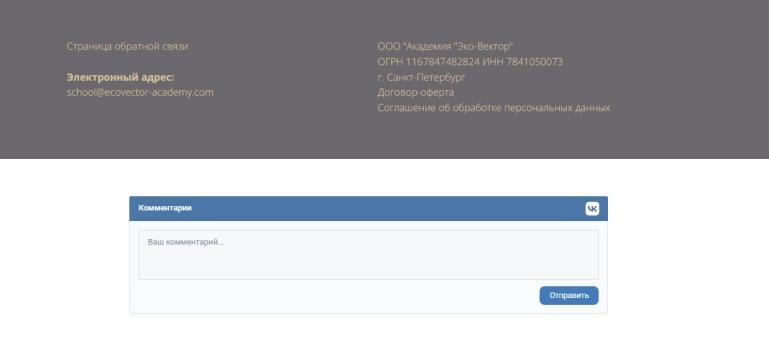 Страница обратной связи
Электронный адрес:
school@ecovector-academy.com
ООО "Академия "Эко-Вектор"
ОГРН 1167847482824 ИНН 7841050073
г. Санкт-Петербург
Договор-оферта
Соглашение об обработке персональных данных
Комментарии
Ваш комментарий...
Отправить